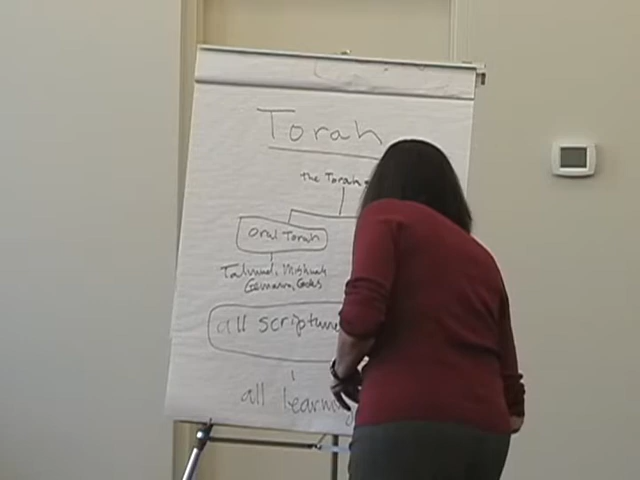 Torah
the Torah
Oral Torah
Talmud, Mishnah
Gemara, Codes
all scripture
all learning